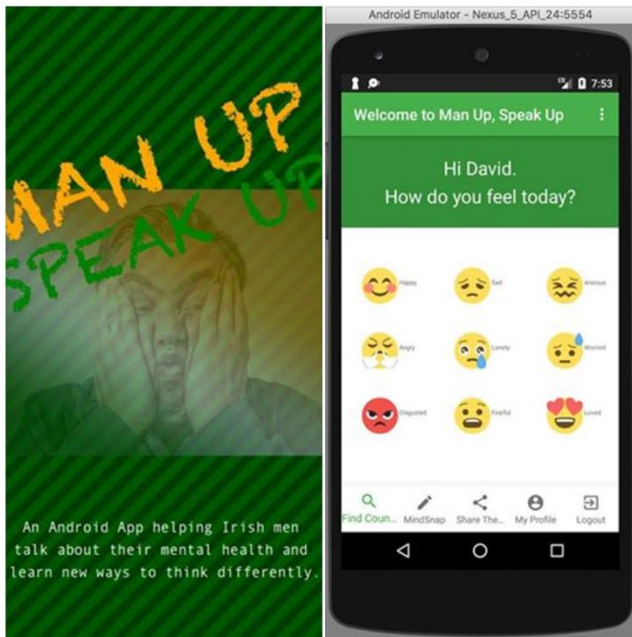 MAN UP
SPEAK UP
An Android App helping Irish men
talk about their mental health and
learn new ways to think differently.
Android Emulator - Nexus_5_API_24:5554
LTE 7:53
Welcome to Man Up, Speak Up
Hi David.
How do you feel today?
Happy Sad Anxious
Angry Lonely Worried
Disgusted Fearful Loved
Find Coun... MindSnap Share The... My Profile Logout